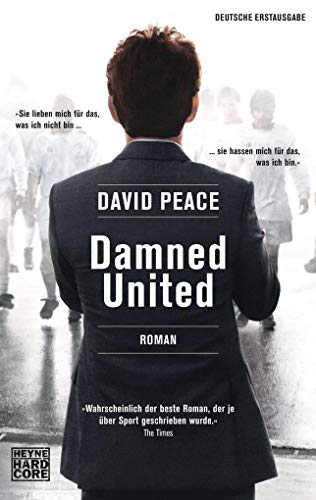 DEUTSCHE ERSTAUSGABE
»Sie lieben mich für das,
was ich nicht bin ...
... sie hassen mich für das,
was ich bin.«
DAVID PEACE
Damned
United
ROMAN
»Wahrscheinlich der beste Roman, der je
über Sport geschrieben wurde.«
The Times
HEYNE
HARD
CORE